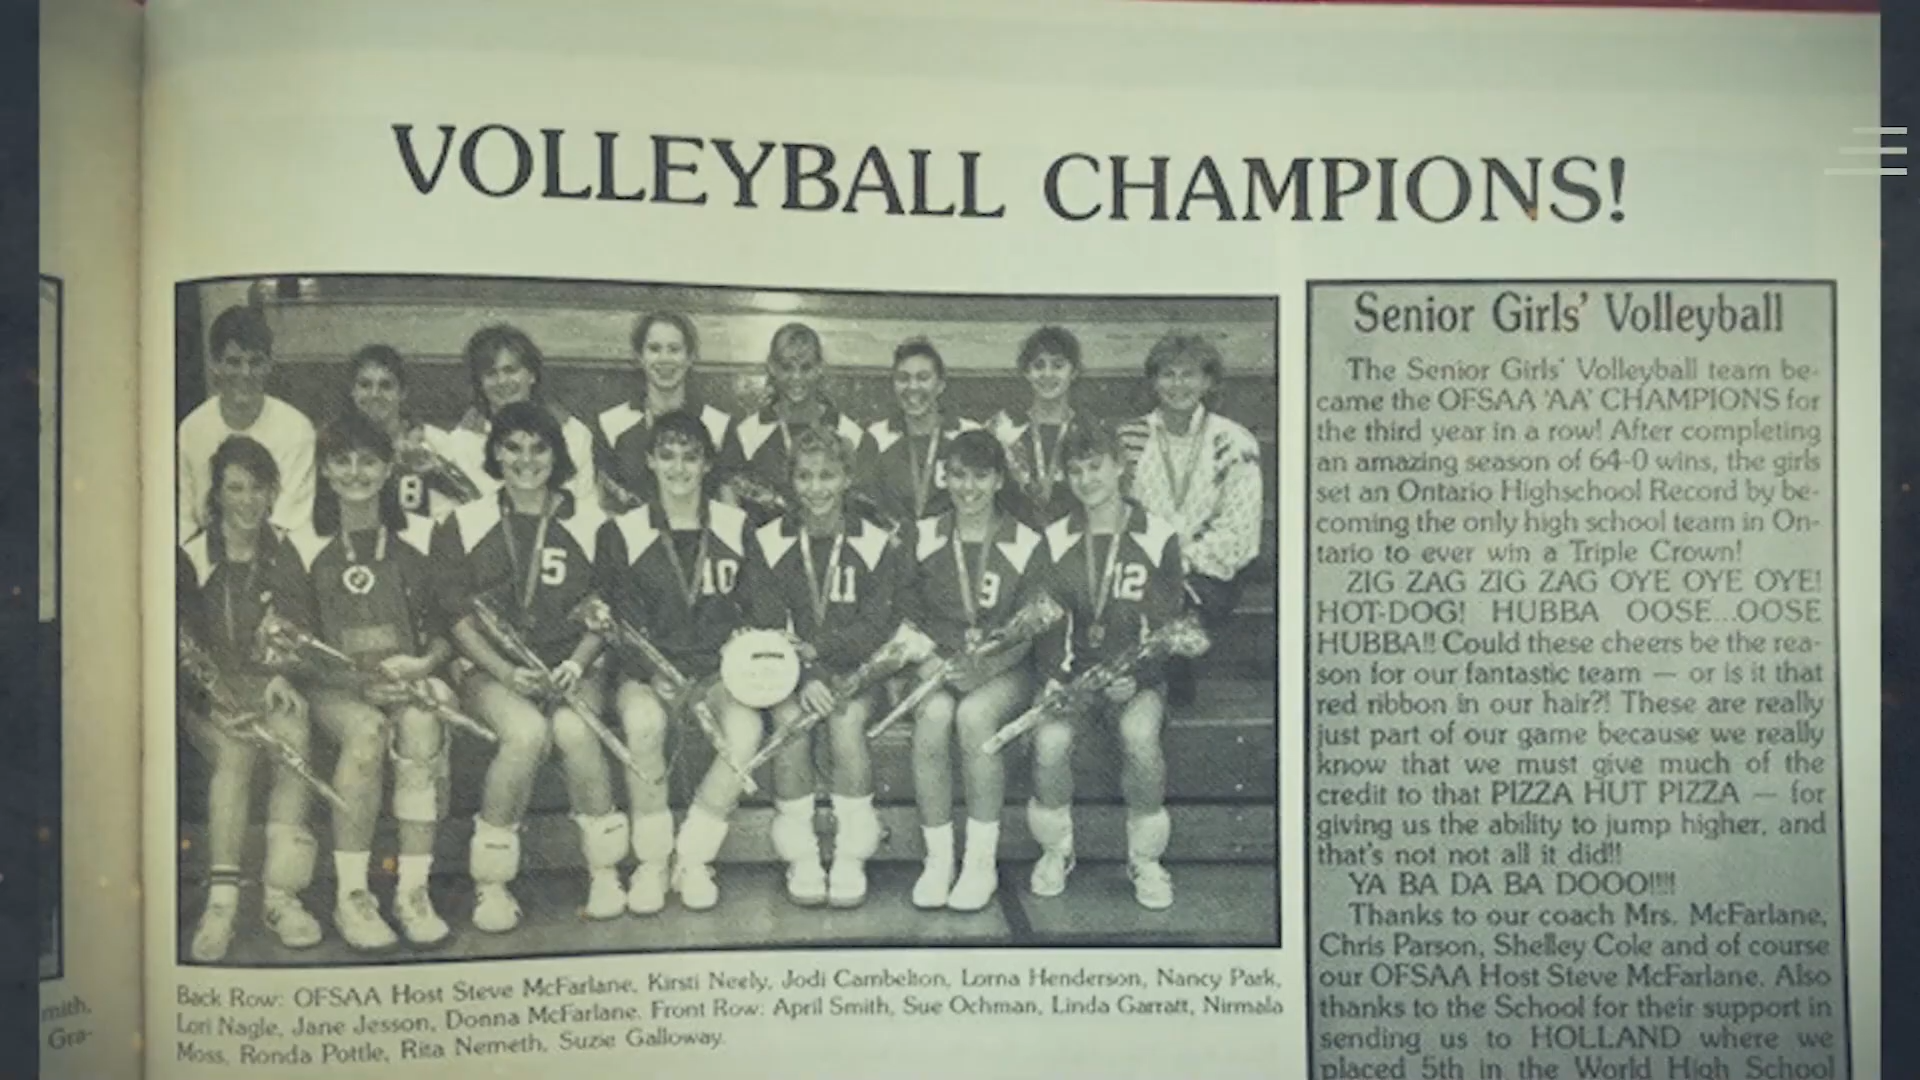 VOLLEYBALL CHAMPIONS!
8
5
10
11
9
12
Back Row: OFSAA Host Steve McFarlane, Kirsti Neely, Jodi Cambelton, Lorna Henderson, Nancy Park,
Lori Nagle, Jane Jesson, Donna McFarlane. Front Row: April Smith, Sue Ochman, Linda Garratt, Nirmala
Moss, Ronda Pottle, Rita Nemeth, Suzie Galloway.
Senior Girls' Volleyball
The Senior Girls' Volleyball team be-
came the OFSAA 'AA' CHAMPIONS for
the third year in a row! After completing
an amazing season of 64-0 wins, the girls
set an Ontario Highschool Record by be-
coming the only high school team in On-
tario to ever win a Triple Crown!
ZIG ZAG ZIG ZAG OYE OYE OYE!
HOT-DOG! HUBBA OOSE...OOSE
HUBBA!! Could these cheers be the rea-
son for our fantastic team — or is it that
red ribbon in our hair?! These are really
just part of our game because we really
know that we must give much of the
credit to that PIZZA HUT PIZZA — for
giving us the ability to jump higher, and
that's not not all it did!!
YA BA DA BA DOOO!!!!
Thanks to our coach Mrs. McFarlane,
Chris Parson, Shelley Cole and of course
our OFSAA Host Steve McFarlane. Also
thanks to the School for their support in
sending us to HOLLAND where we
placed 5th in the World High School
mith,
Gra-